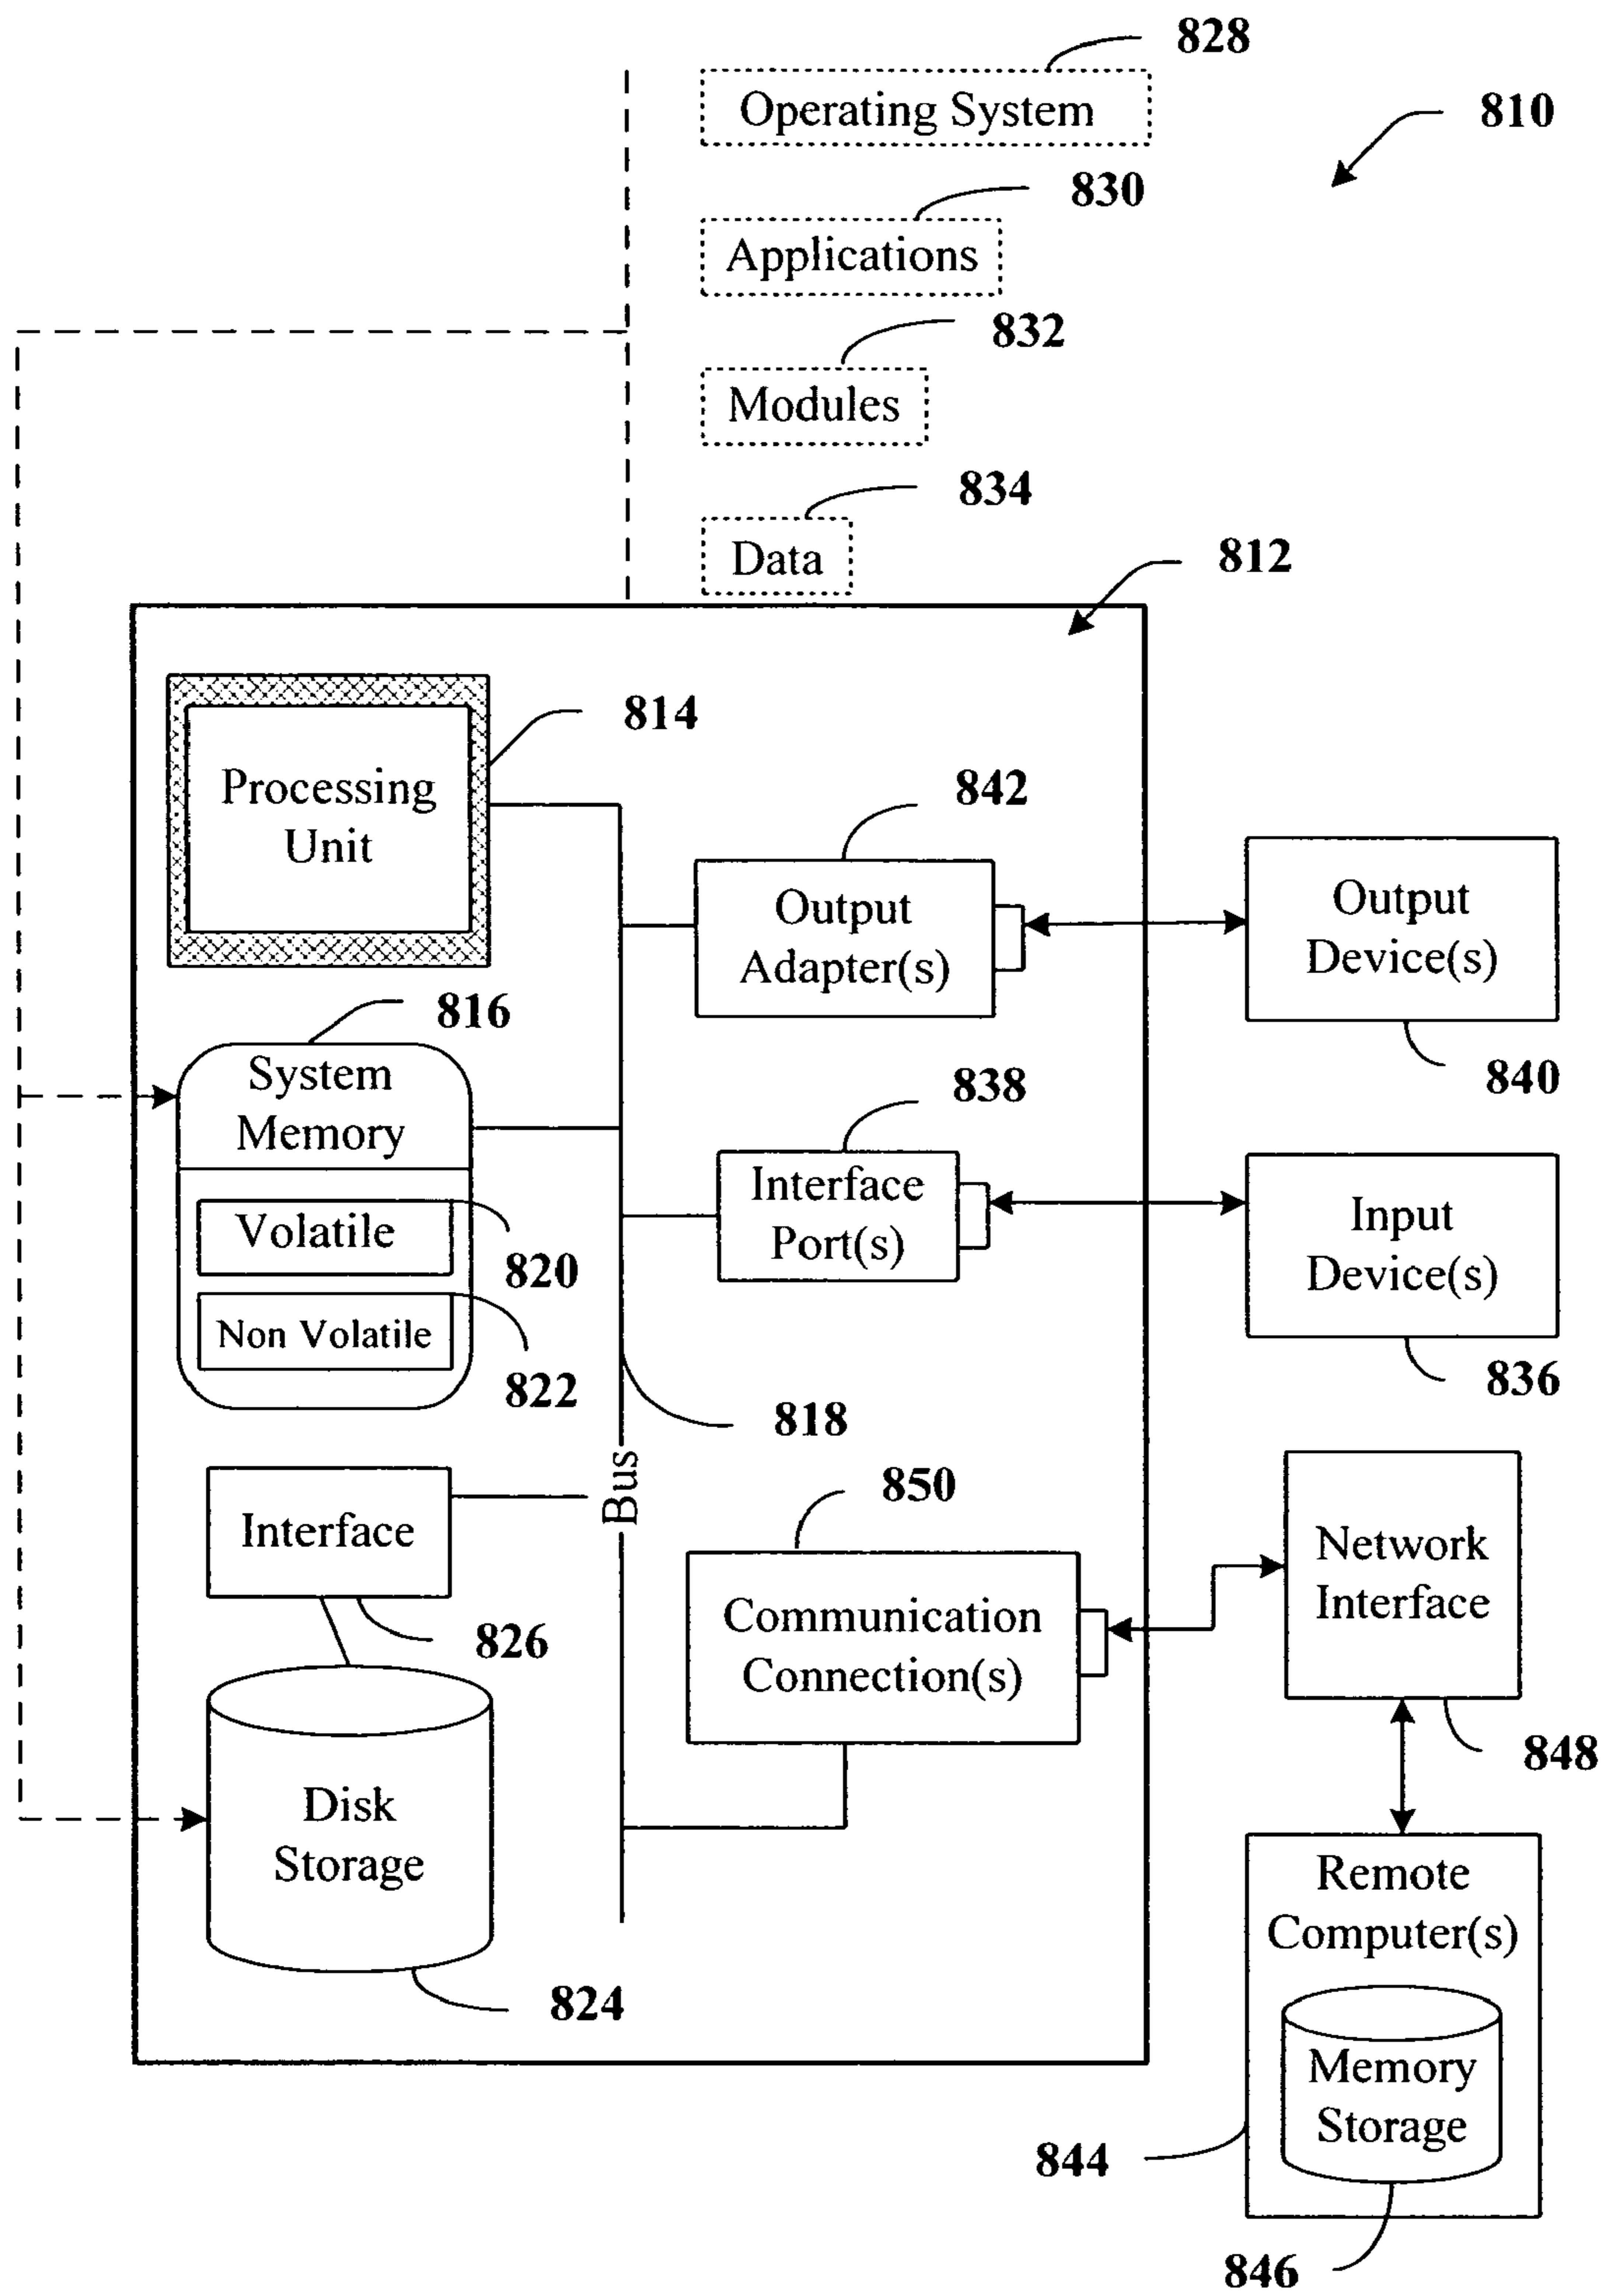 828
Operating System
810
830
Applications
832
Modules
834
Data
812
814
Processing
Unit
842
Output
Adapter(s)
Output
Device(s)
840
816
System
Memory
838
Interface
Port(s)
Input
Device(s)
836
Volatile
820
Non Volatile
822
818
Bus
850
Interface
826
Communication
Connection(s)
Network
Interface
848
Disk
Storage
824
Remote
Computer(s)
Memory
Storage
844
846